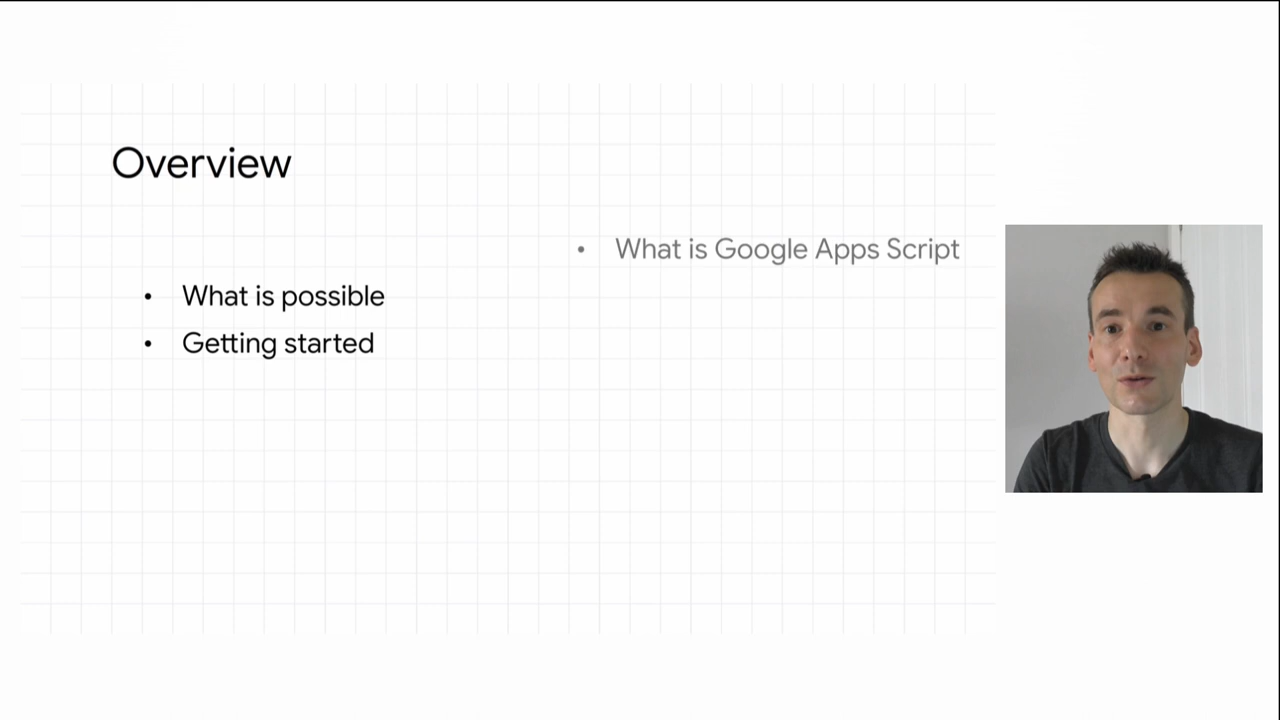 Overview
• What is Google Apps Script
• What is possible
• Getting started